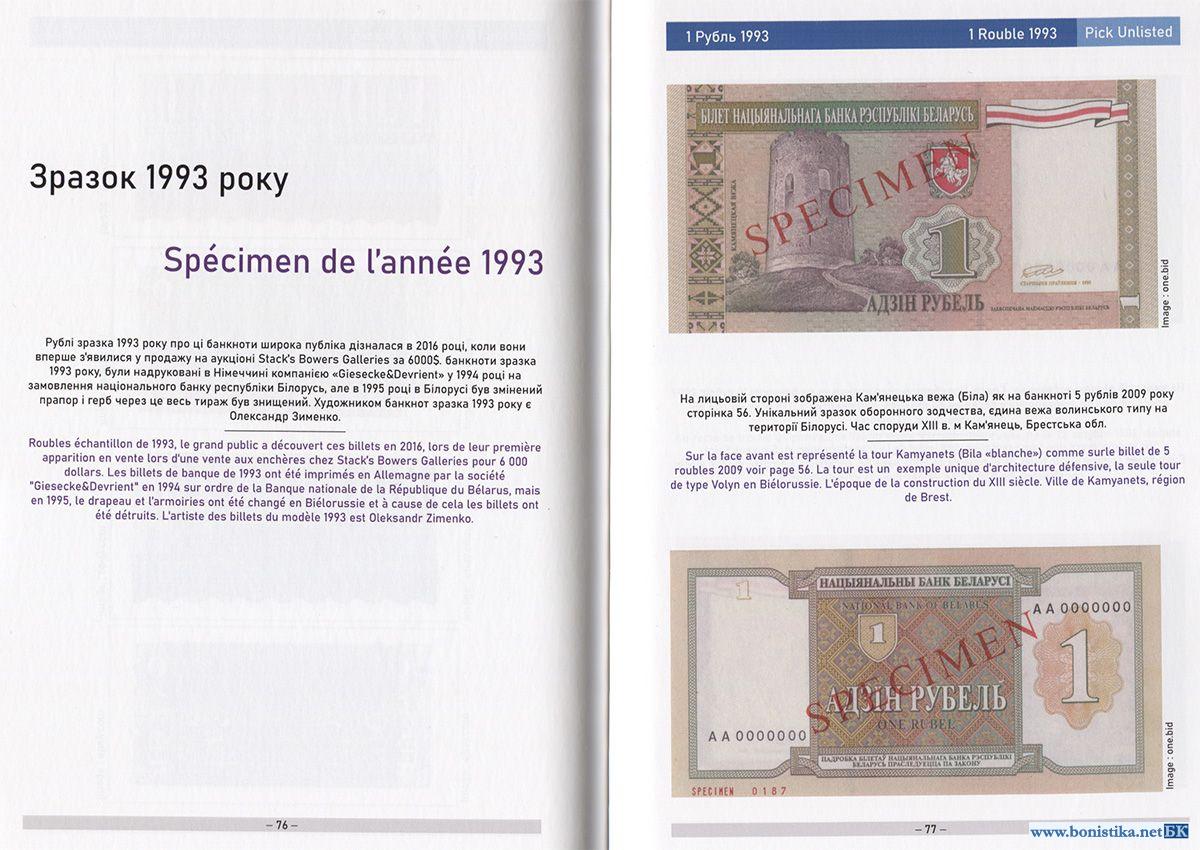 Зразок 1993 року
Spécimen de l'année 1993
Рублі зразка 1993 року про ці банкноти широка публіка дізналася в 2016 році, коли вони
вперше з'явилися у продажу на аукціоні Stack's Bowers Galleries за 6000$. банкноти зразка
1993 року, були надруковані в Німеччині компанією «Giesecke&Devrient» у 1994 році на
замовлення національного банку республіки Білорусь, але в 1995 році в Білорусі був змінений
прапор і герб через це весь тираж був знищений. Художником банкнот зразка 1993 року є
Олександр Зименко.
Roubles échantillon de 1993, le grand public a découvert ces billets en 2016, lors de leur première
apparition en vente lors d'une vente aux enchères chez Stack's Bowers Galleries pour 6 000
dollars. Les billets de banque de 1993 ont été imprimés en Allemagne par la société
"Giesecke&Devrient" en 1994 sur ordre de la Banque nationale de la République du Bélarus, mais
en 1995, le drapeau et l'armoiries ont été changé en Biélorussie et à cause de cela les billets ont
été détruits. L'artiste des billets du modèle 1993 est Oleksandr Zimenko.
– 76 –
1 Рубль 1993 1 Rouble 1993 Pick Unlisted
БІЛЕТ НАЦЫЯНАЛЬНАГА БАНКА РЭСПУБЛІКІ БЕЛАРУСЬ
КАМЯНЕЦКАЯ ВЕЖА
SPECIMEN
1
АДЗІН РУБЕЛЬ
СТАРШЫНЯ ПРАЎЛЕННЯ
ЗАБЯСПЕЧАНА МАЁМАСЦЮ РЭСПУБЛІКІ БЕЛАРУСЬ
1
Image : one.bid
На лицьовій стороні зображена Кам'янецька вежа (Біла) як на банкноті 5 рублів 2009 року
сторінка 56. Унікальний зразок оборонного зодчества, єдина вежа волинського типу на
території Білорусі. Час споруди XIII в. м Кам'янець, Брестська обл.
Sur la face avant est représenté la tour Kamyanets (Bila «blanche») comme surle billet de 5
roubles 2009 voir page 56. La tour est un exemple unique d'architecture défensive, la seule tour
de type Volyn en Biélorussie. L'époque de la construction du XIII siècle. Ville de Kamyanets, région
de Brest.
1
НАЦЫЯНАЛЬНЫ БАНК БЕЛАРУСІ
NATIONAL BANK OF BELARUS
АА 0000000
1
1
SPECIMEN
АДЗІН РУБЕЛЬ
ONE RUBEL
АА 0000000
ПАДРОБКА БІЛЕТАЎ НАЦЫЯНАЛЬНАГА БАНКА РЭСПУБЛІКІ
БЕЛАРУСЬ ПРАСЛЕДУЕЦЦА ПА ЗАКОНУ
SPECIMEN 0187
Image : one.bid
– 77 –
www.bonistika.net БК